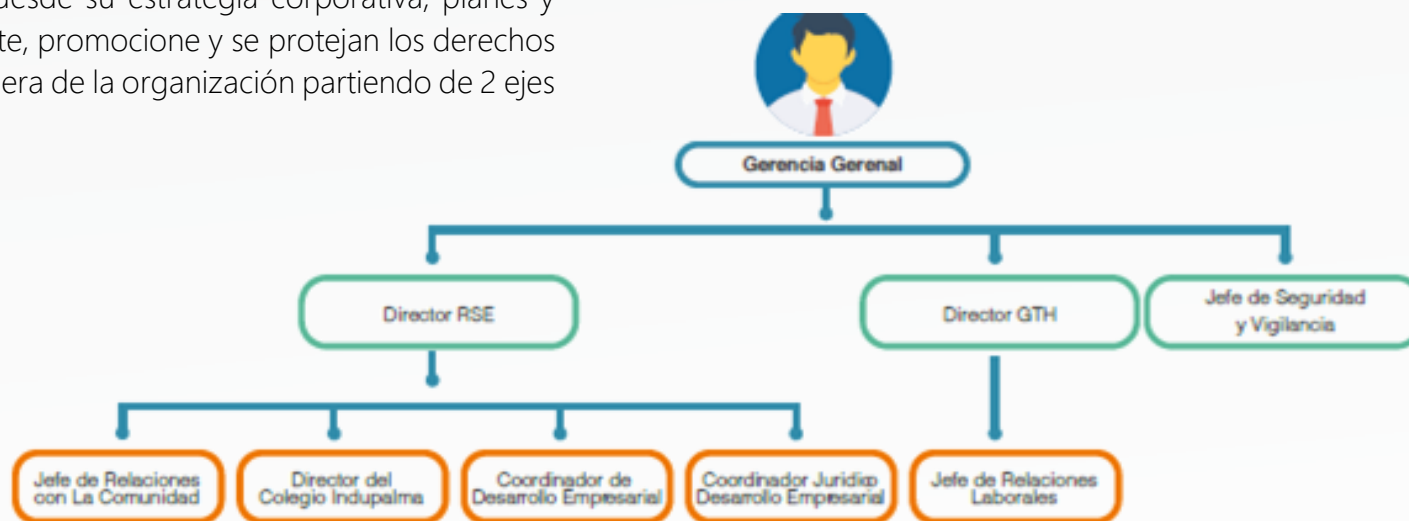 desde su estrategia corporativa, planes y
te, promocione y se protejan los derechos
era de la organización partiendo de 2 ejes
Gerencia Gerenal
Director RSE
Director GTH
Jefe de Seguridad
y Vigilancia
Jefe de Relaciones
con La Comunidad
Director del
Colegio Indupalma
Coordinador de
Desarrollo Empresarial
Coordinador Juridico
Desarrollo Empresarial
Jefe de Relaciones
Laborales